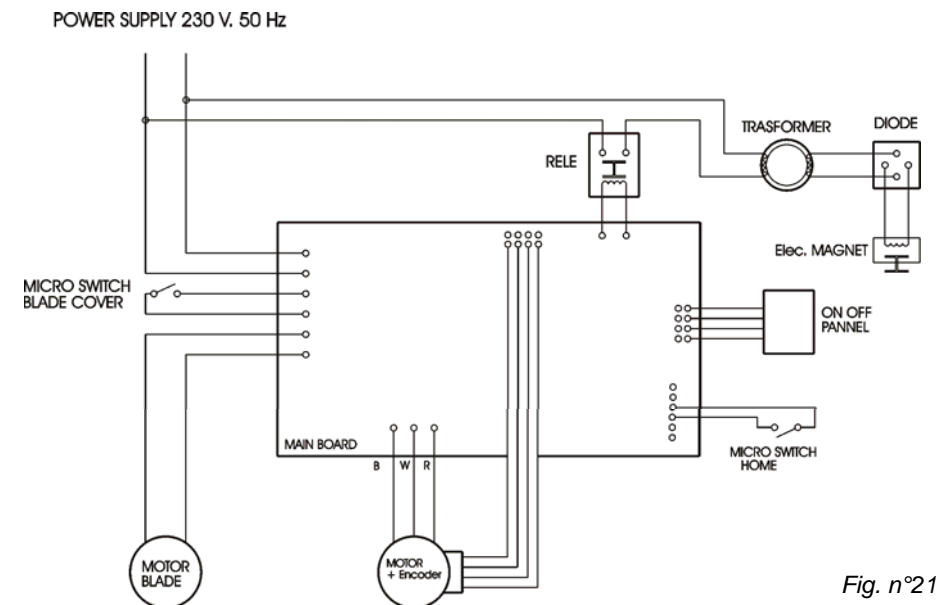 POWER SUPPLY 230 V. 50 Hz
TRASFORMER
DIODE
RELE
Elec. MAGNET
MICRO SWITCH
BLADE COVER
ON OFF
PANNEL
MAIN BOARD
MICRO SWITCH
HOME
B W R
MOTOR
BLADE
MOTOR
+ Encoder
Fig. n°21